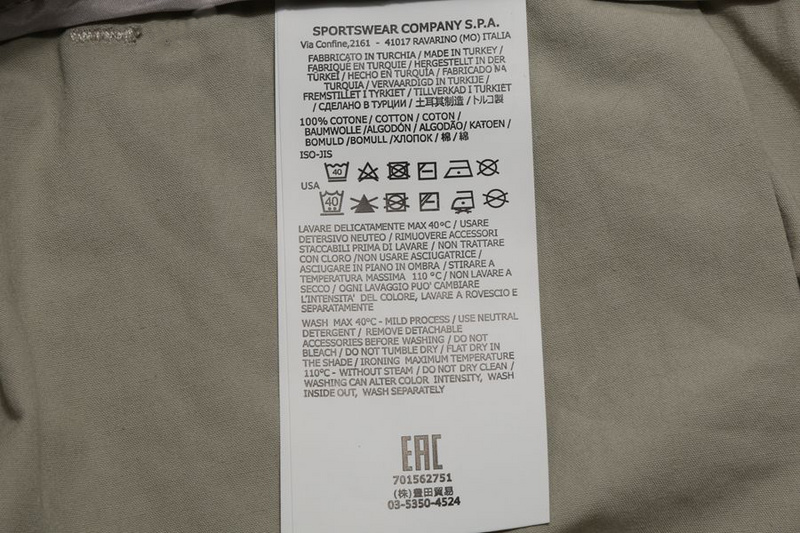 SPORTSWEAR COMPANY S.P.A.
Via Confine,2161 - 41017 RAVARINO (MO) ITALIA
FABBRICATO IN TURCHIA / MADE IN TURKEY /
FABRIQUÉ EN TURQUIE / HERGESTELLT IN DER
TÜRKEI / HECHO EN TURQUÍA / FABRICADO NA
TURQUIA / VERVAARDIGD IN TURKIJE /
FREMSTILLET I TYRKIET / TILLVERKAD I TURKIET
/ СДЕЛАНО В ТУРЦИИ / 土耳其制造 / トルコ製
100% COTONE / COTTON / COTON /
BAUMWOLLE /ALGODÓN / ALGODÃO / KATOEN /
BOMULD /BOMULL /ХЛОПОК / 棉 / 綿
ISO-JIS
40
USA
40
LAVARE DELICATAMENTE MAX 40°C / USARE
DETERSIVO NEUTEO / RIMUOVERE ACCESSORI
STACCABILI PRIMA DI LAVARE / NON TRATTARE
CON CLORO /NON USARE ASCIUGATRICE /
ASCIUGARE IN PIANO IN OMBRA / STIRARE A
TEMPERATURA MASSIMA 110 °C / NON LAVARE A
SECCO / OGNI LAVAGGIO PUO' CAMBIARE
L'INTENSITA' DEL COLORE, LAVARE A ROVESCIO E
SEPARATAMENTE
WASH MAX 40°C - MILD PROCESS / USE NEUTRAL
DETERGENT / REMOVE DETACHABLE
ACCESSORIES BEFORE WASHING / DO NOT
BLEACH / DO NOT TUMBLE DRY / FLAT DRY IN
THE SHADE / IRONING MAXIMUM TEMPERATURE
110°C - WITHOUT STEAM / DO NOT DRY CLEAN /
WASHING CAN ALTER COLOR INTENSITY, WASH
INSIDE OUT, WASH SEPARATELY
EAC
701562751
(株)豊田貿易
03-5350-4524